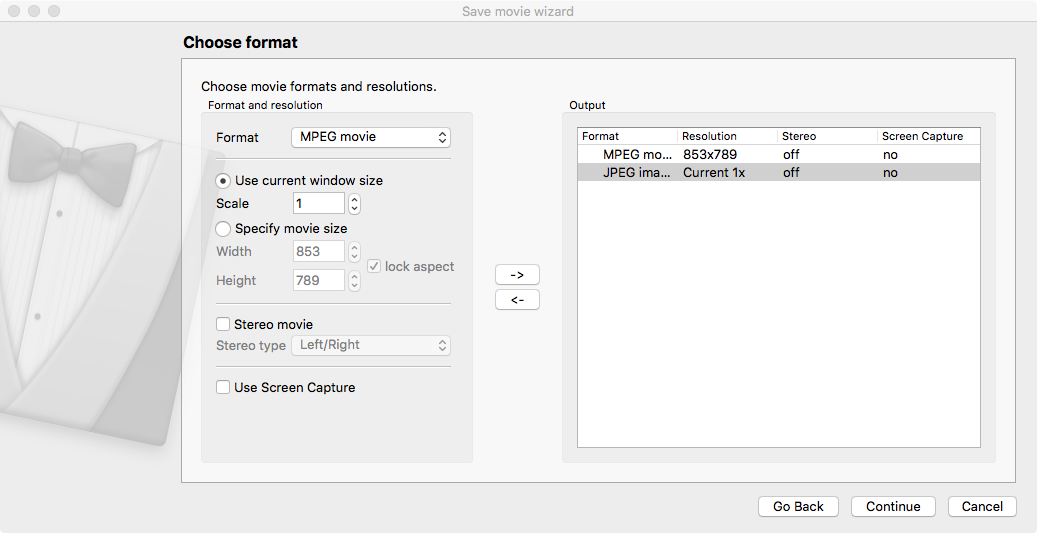 Save movie wizard
Choose format
Choose movie formats and resolutions.
Format and resolution
Format MPEG movie
Use current window size
Scale 1
Specify movie size
Width 853
lock aspect
Height 789
Stereo movie
Stereo type Left/Right
Use Screen Capture
->
<-
Output
Format Resolution Stereo Screen Capture
MPEG mo... 853x789 off no
JPEG ima... Current 1x off no
Go Back Continue Cancel